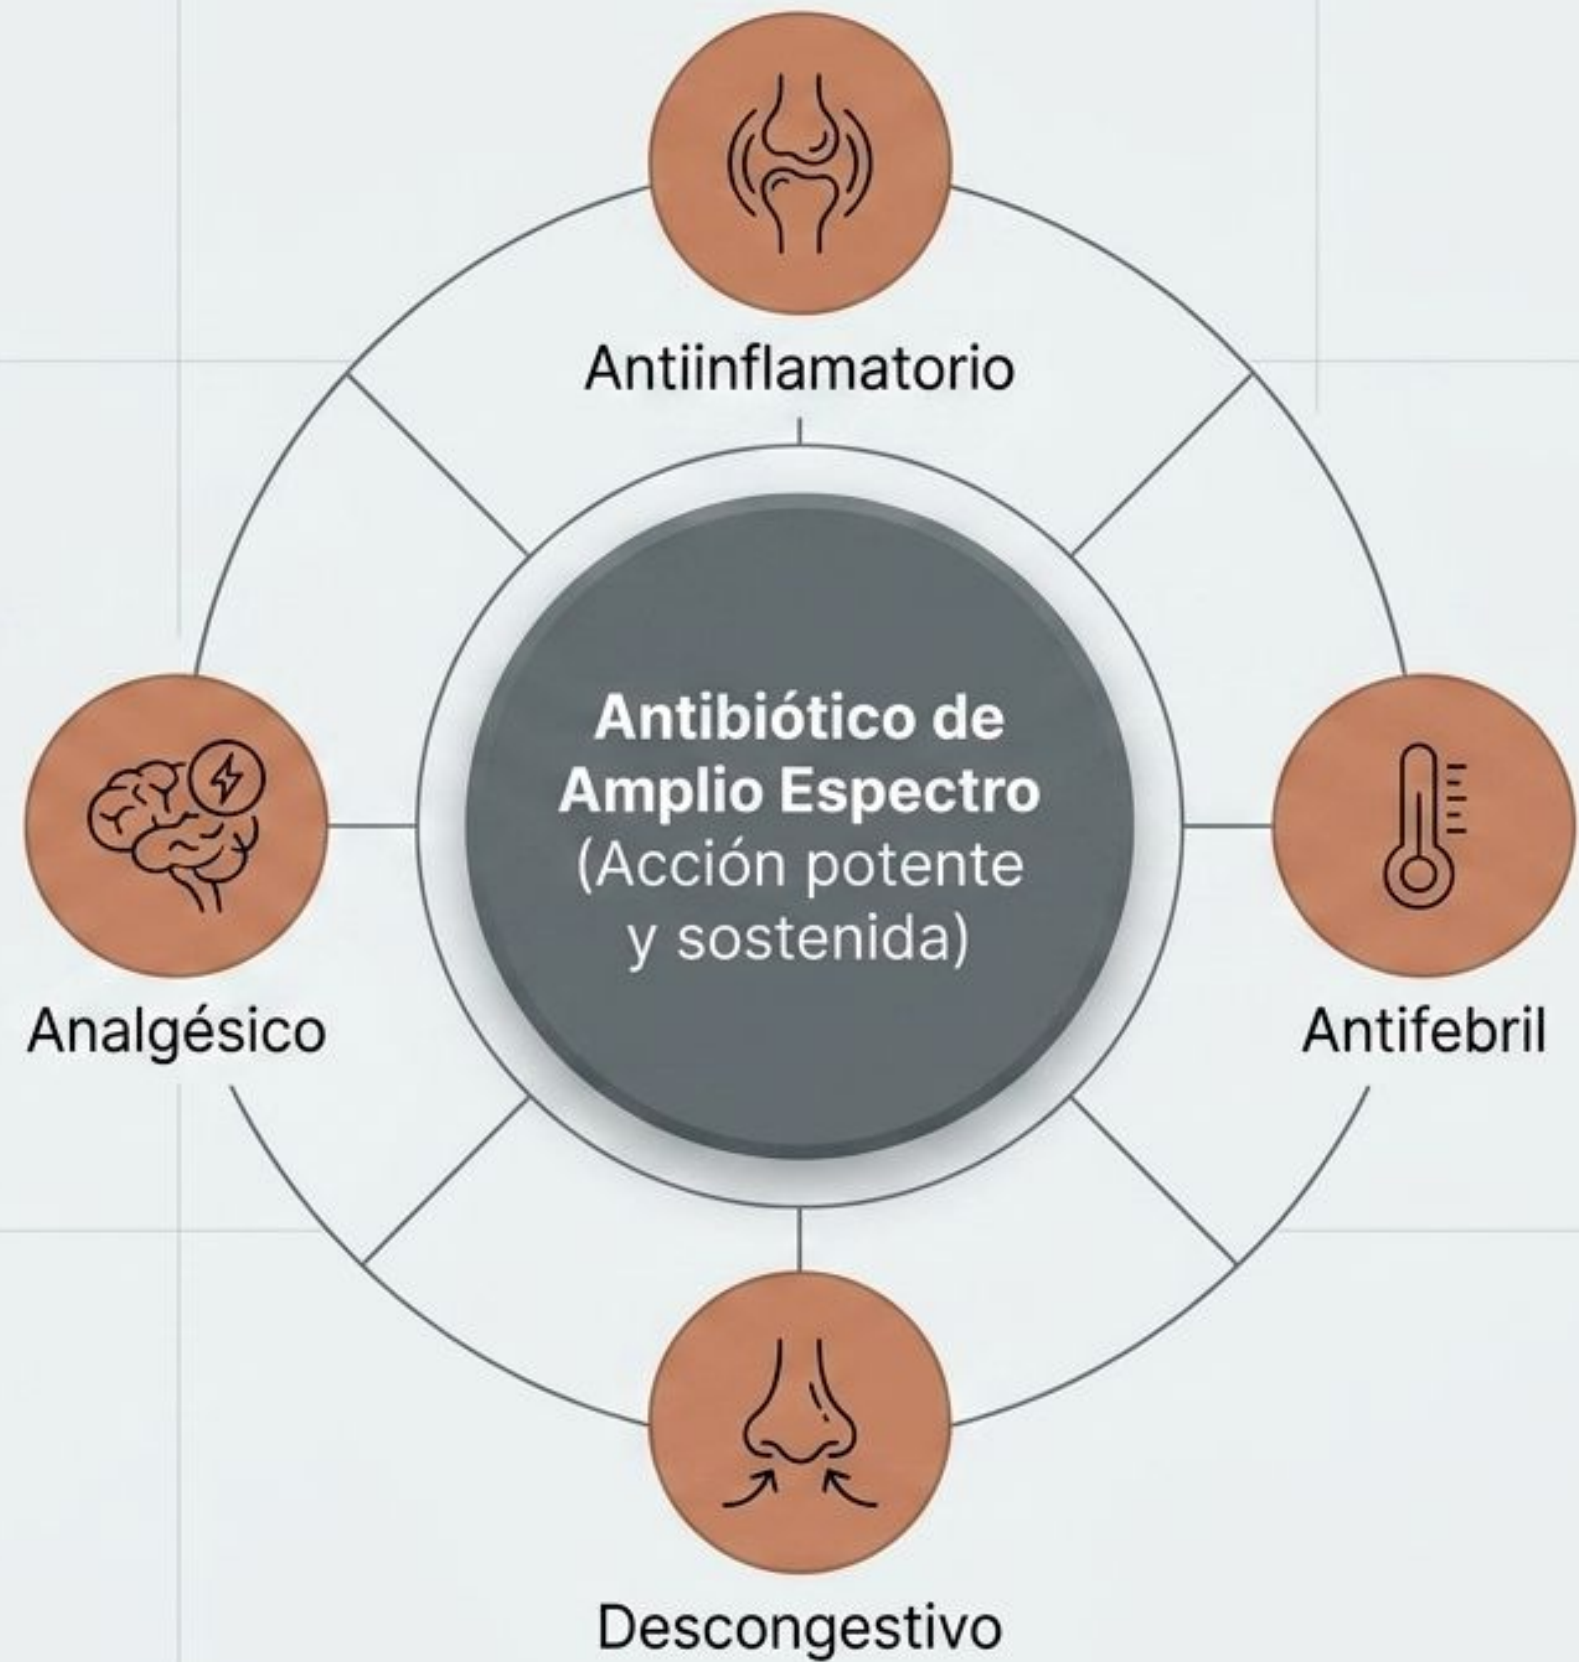 Antiinflamatorio
Antibiótico de
Amplio Espectro
(Acción potente
y sostenida)
Analgésico
Antifebril
Descongestivo